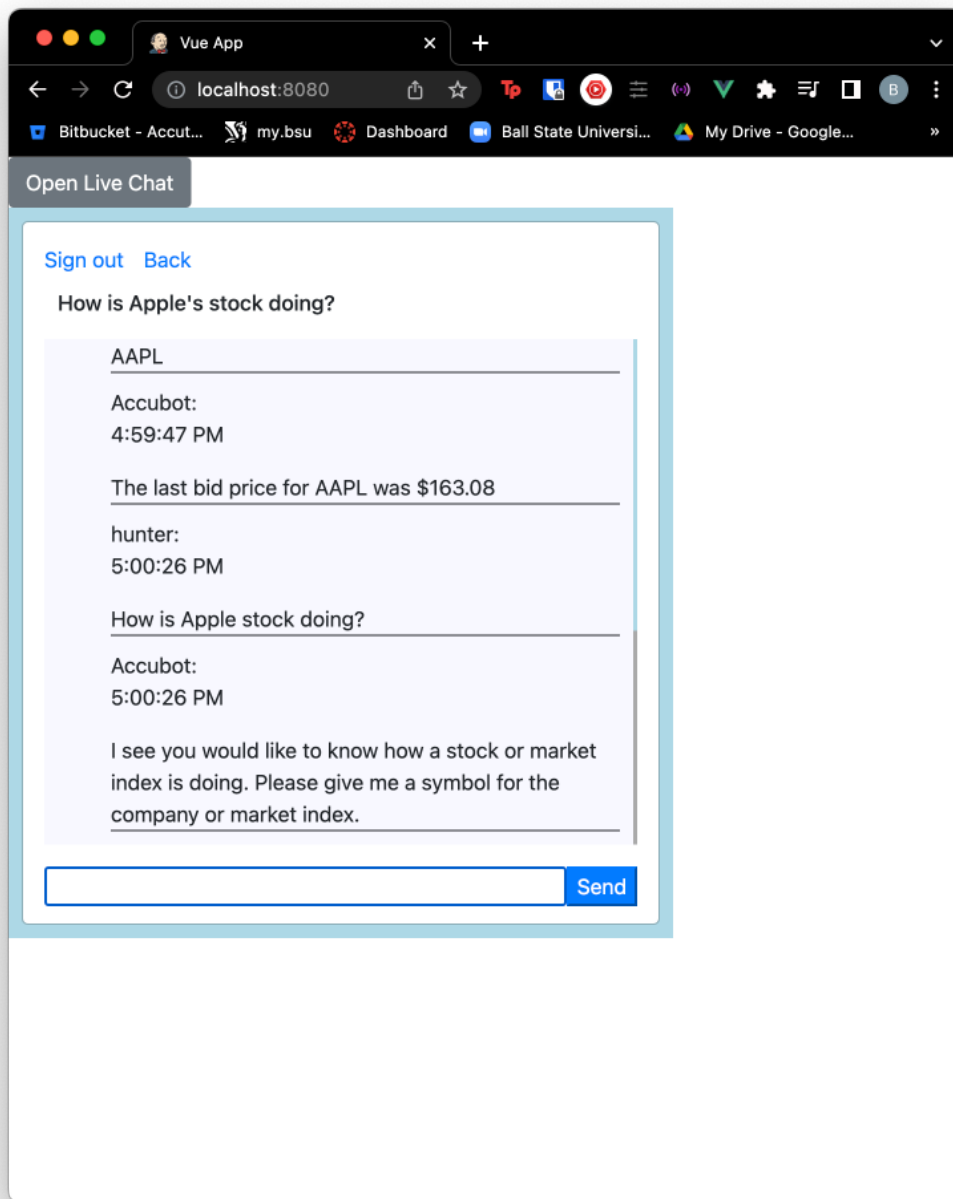 Vue App
localhost:8080
Tp
B
Bitbucket - Accut...
my.bsu
Dashboard
Ball State Universi...
My Drive - Google...
»
Open Live Chat
Sign out Back
How is Apple's stock doing?
AAPL
Accubot:
4:59:47 PM
The last bid price for AAPL was $163.08
hunter:
5:00:26 PM
How is Apple stock doing?
Accubot:
5:00:26 PM
I see you would like to know how a stock or market
index is doing. Please give me a symbol for the
company or market index.
Send